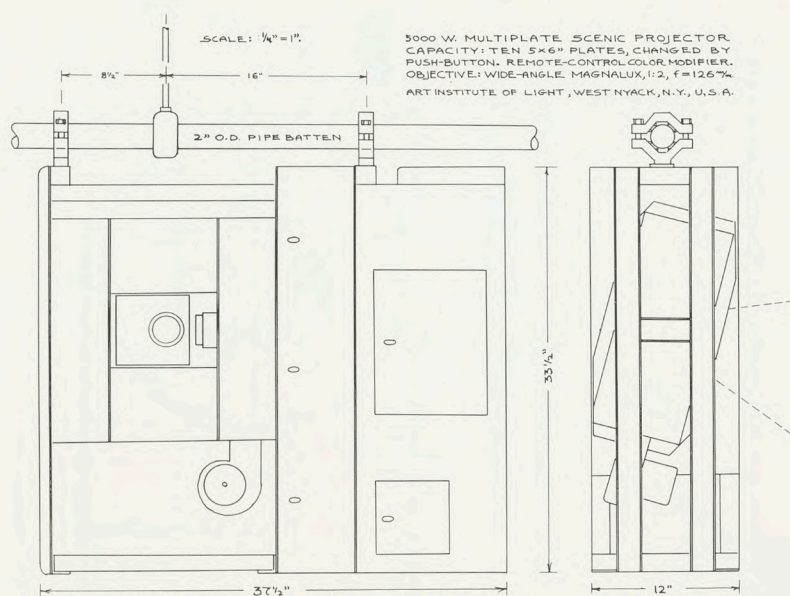 SCALE: ¼" = 1".
5000 W. MULTIPLATE SCENIC PROJECTOR
CAPACITY: TEN 5×6" PLATES, CHANGED BY
PUSH-BUTTON. REMOTE-CONTROL COLOR MODIFIER.
OBJECTIVE: WIDE-ANGLE MAGNALUX, 1:2, f = 126 m/m
ART INSTITUTE OF LIGHT, WEST NYACK, N.Y., U.S.A.
8½"
16"
2" O.D. PIPE BATTEN
33½"
37½"
12"